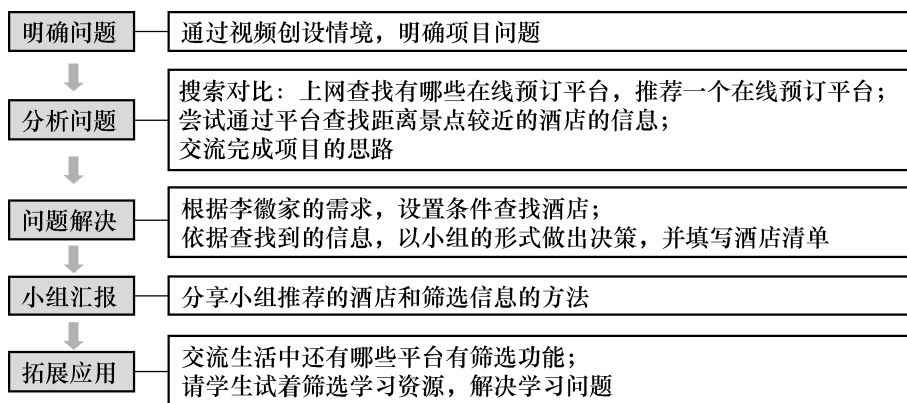 明确问题
通过视频创设情境，明确项目问题
分析问题
搜索对比：上网查找有哪些在线预订平台，推荐一个在线预订平台；
尝试通过平台查找距离景点较近的酒店的信息；
交流完成项目的思路
问题解决
根据李徽家的需求，设置条件查找酒店；
依据查找到的信息，以小组的形式做出决策，并填写酒店清单
小组汇报
分享小组推荐的酒店和筛选信息的方法
拓展应用
交流生活中还有哪些平台有筛选功能；
请学生试着筛选学习资源，解决学习问题